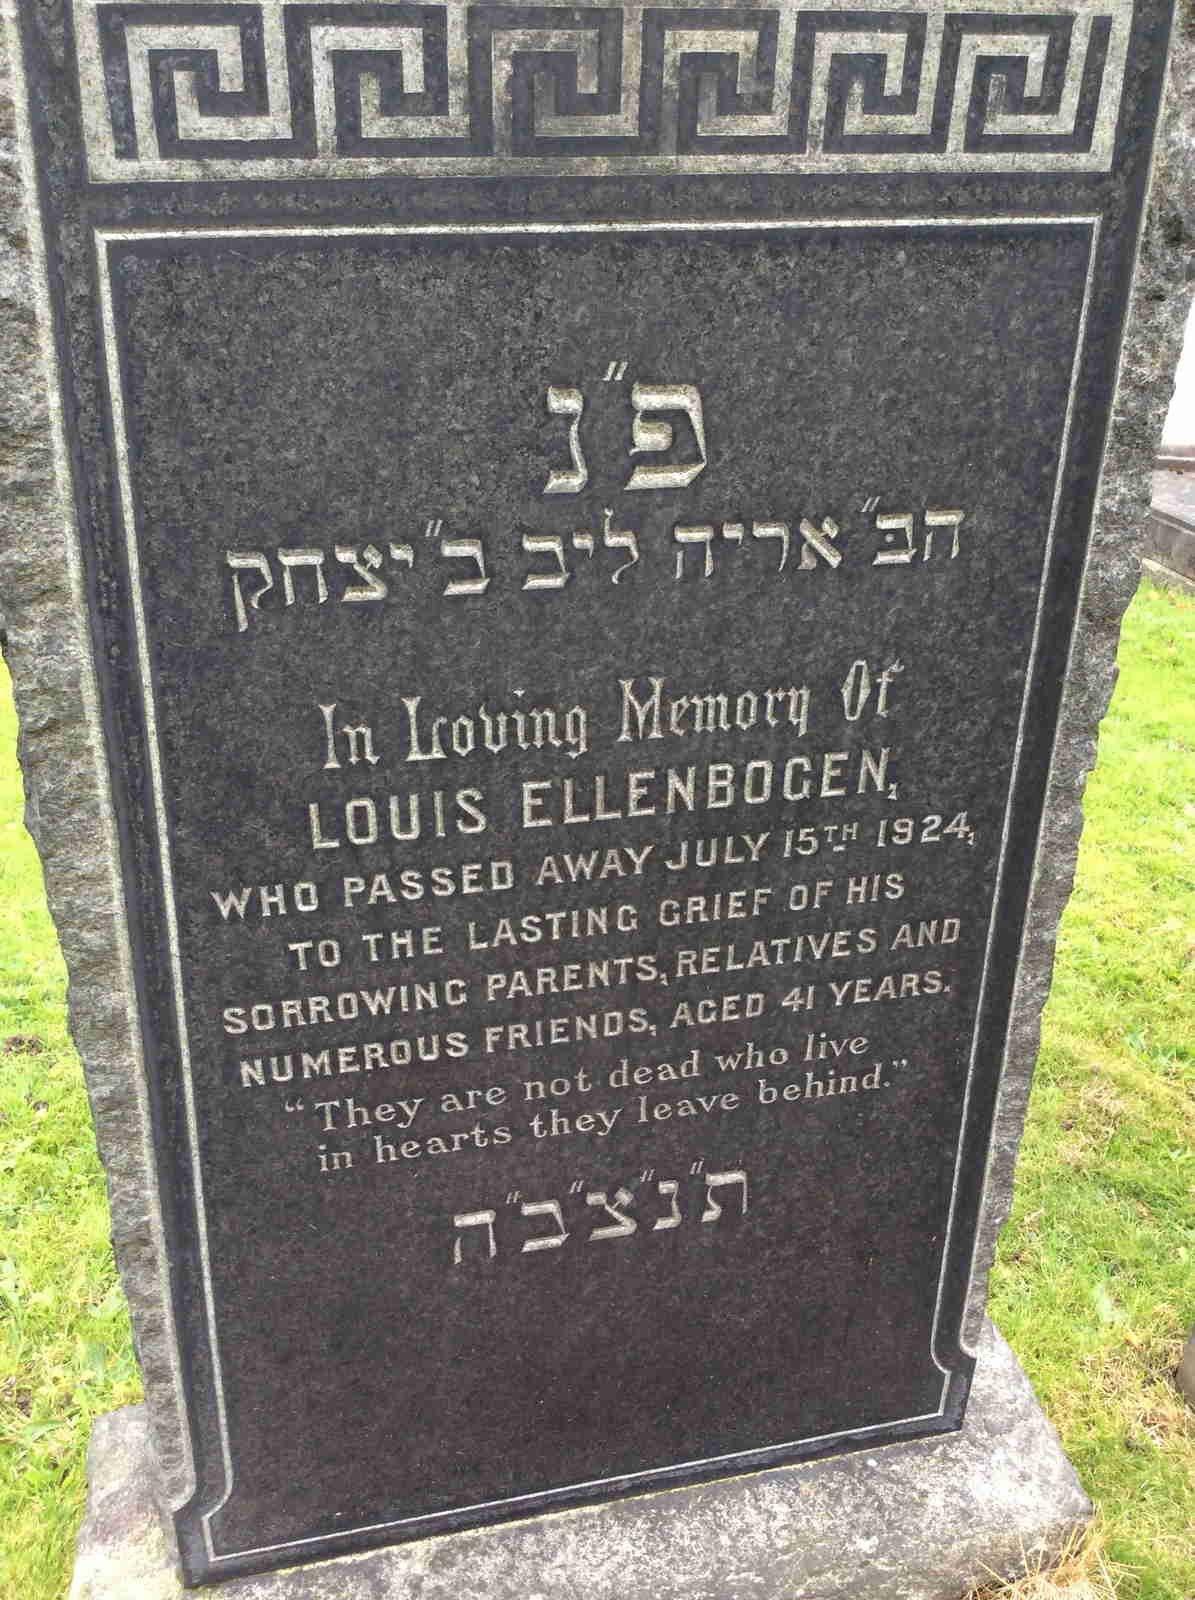 פ"נ
הב" אריה ליב ב"יצחק
In Loving Memory Of
LOUIS ELLENBOGEN,
WHO PASSED AWAY JULY 15TH 1924,
TO THE LASTING GRIEF OF HIS
SORROWING PARENTS, RELATIVES AND
NUMEROUS FRIENDS, AGED 41 YEARS.
"They are not dead who live
in hearts they leave behind."
ת"נ"צ"ב"ה